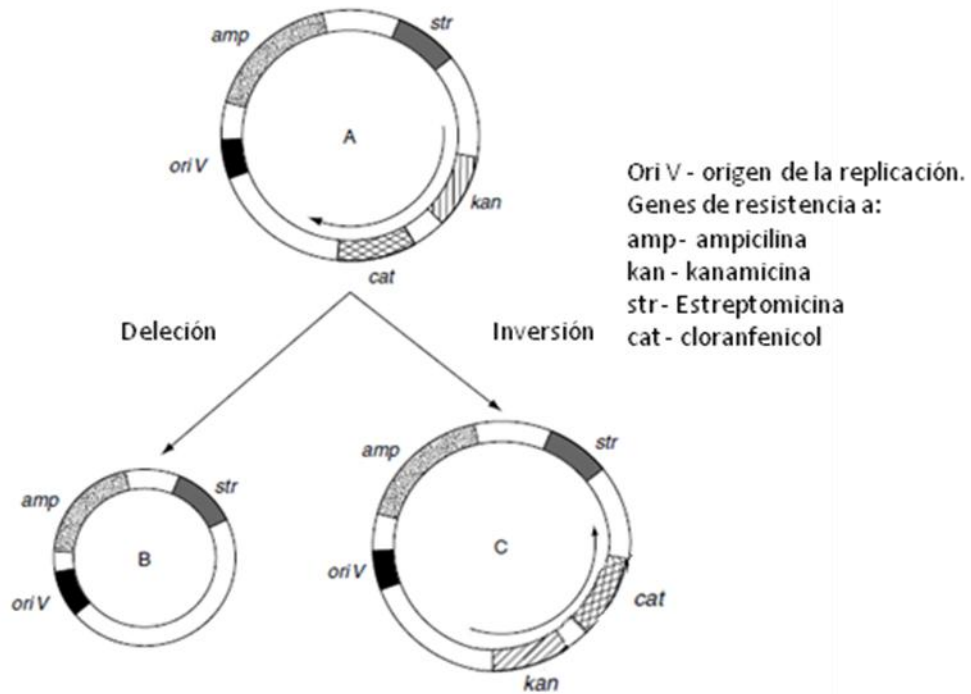 amp
str
A
ori V
kan
cat
Ori V - origen de la replicación.
Genes de resistencia a:
amp- ampicilina
kan - kanamicina
str - Estreptomicina
cat - cloranfenicol
Deleción
Inversión
amp
str
B
ori V
amp
str
C
ori V
cat
kan